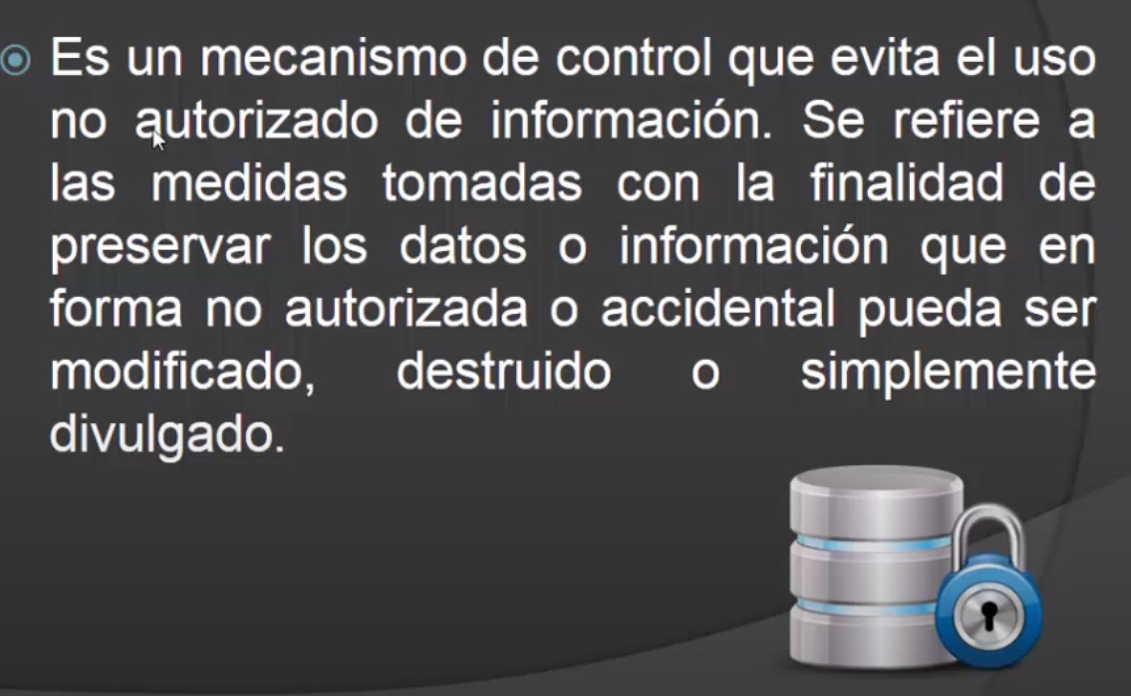 Es un mecanismo de control que evita el uso
no autorizado de información. Se refiere a
las medidas tomadas con la finalidad de
preservar los datos o información que en
forma no autorizada o accidental pueda ser
modificado, destruido o simplemente
divulgado.